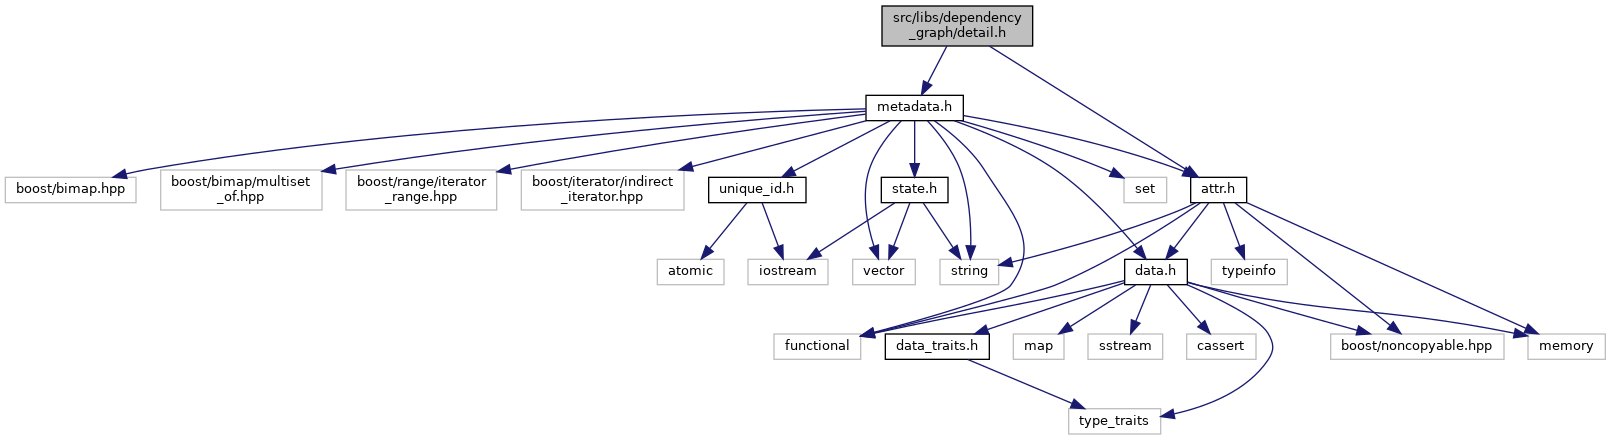 src/libs/dependency
_graph/detail.h
metadata.h
boost/bimap.hpp
boost/bimap/multiset
_of.hpp
boost/range/iterator
_range.hpp
boost/iterator/indirect
_iterator.hpp
unique_id.h
state.h
set
attr.h
atomic
iostream
vector
string
data.h
typeinfo
functional
data_traits.h
map
sstream
cassert
boost/noncopyable.hpp
memory
type_traits